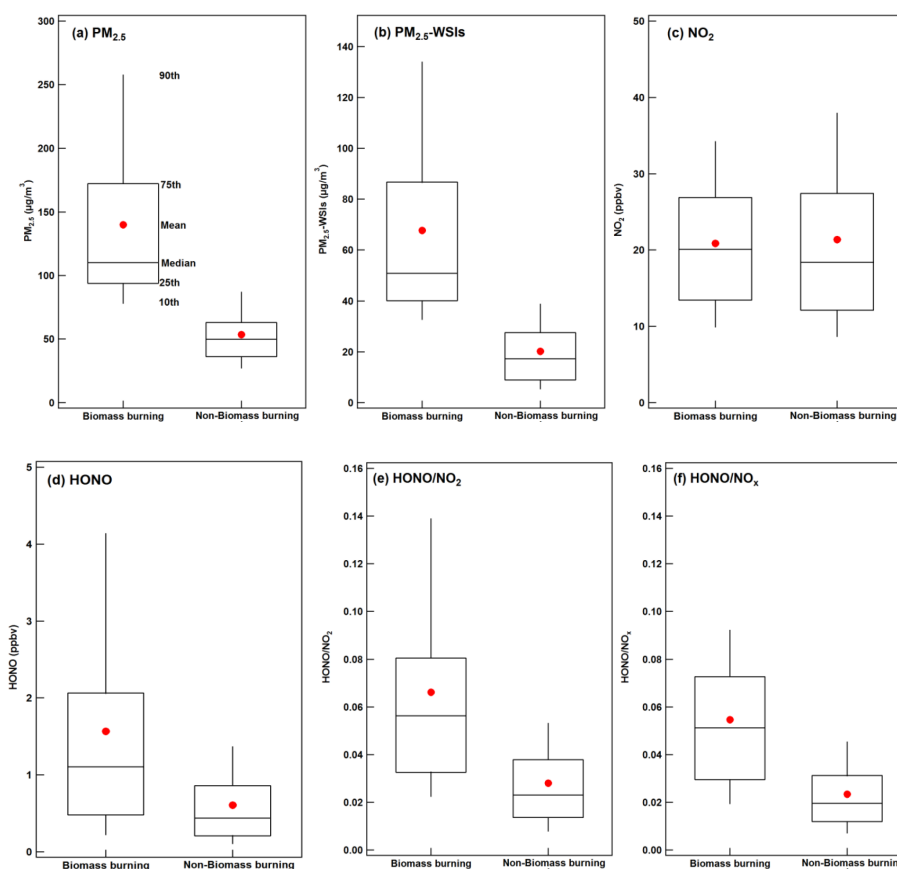 (a) PM2.5
300
250
200
150
100
50
0
PM2.5 (μg/m3)
90th
75th
Mean
Median
25th
10th
Biomass burning
Non-Biomass burning
(b) PM2.5-WSIs
140
120
100
80
60
40
20
0
PM2.5-WSIs (μg/m3)
Biomass burning
Non-Biomass burning
(c) NO2
50
40
30
20
10
0
NO2 (ppbv)
Biomass burning
Non-Biomass burning
(d) HONO
5
4
3
2
1
0
HONO (ppbv)
Biomass burning
Non-Biomass burning
(e) HONO/NO2
0.16
0.14
0.12
0.10
0.08
0.06
0.04
0.02
0.00
HONO/NO2
Biomass burning
Non-Biomass burning
(f) HONO/NOx
0.16
0.14
0.12
0.10
0.08
0.06
0.04
0.02
0.00
HONO/NOx
Biomass burning
Non-Biomass burning